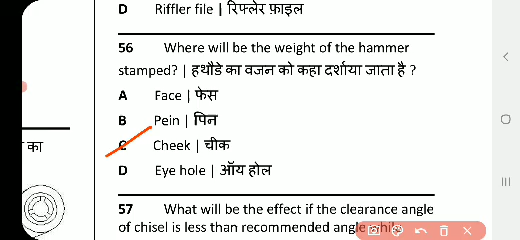 D Riffler file | रिफ्लेर फ़ाइल
56 Where will be the weight of the hammer
stamped? | हथौडे का वजन को कहा दर्शाया जाता है ?
A Face | फेस
B Pein | पिन
का
C Cheek | चीक
D Eye hole | ऑय होल
57 What will be the effect if the clearance angle
of chisel is less than recommended angle while